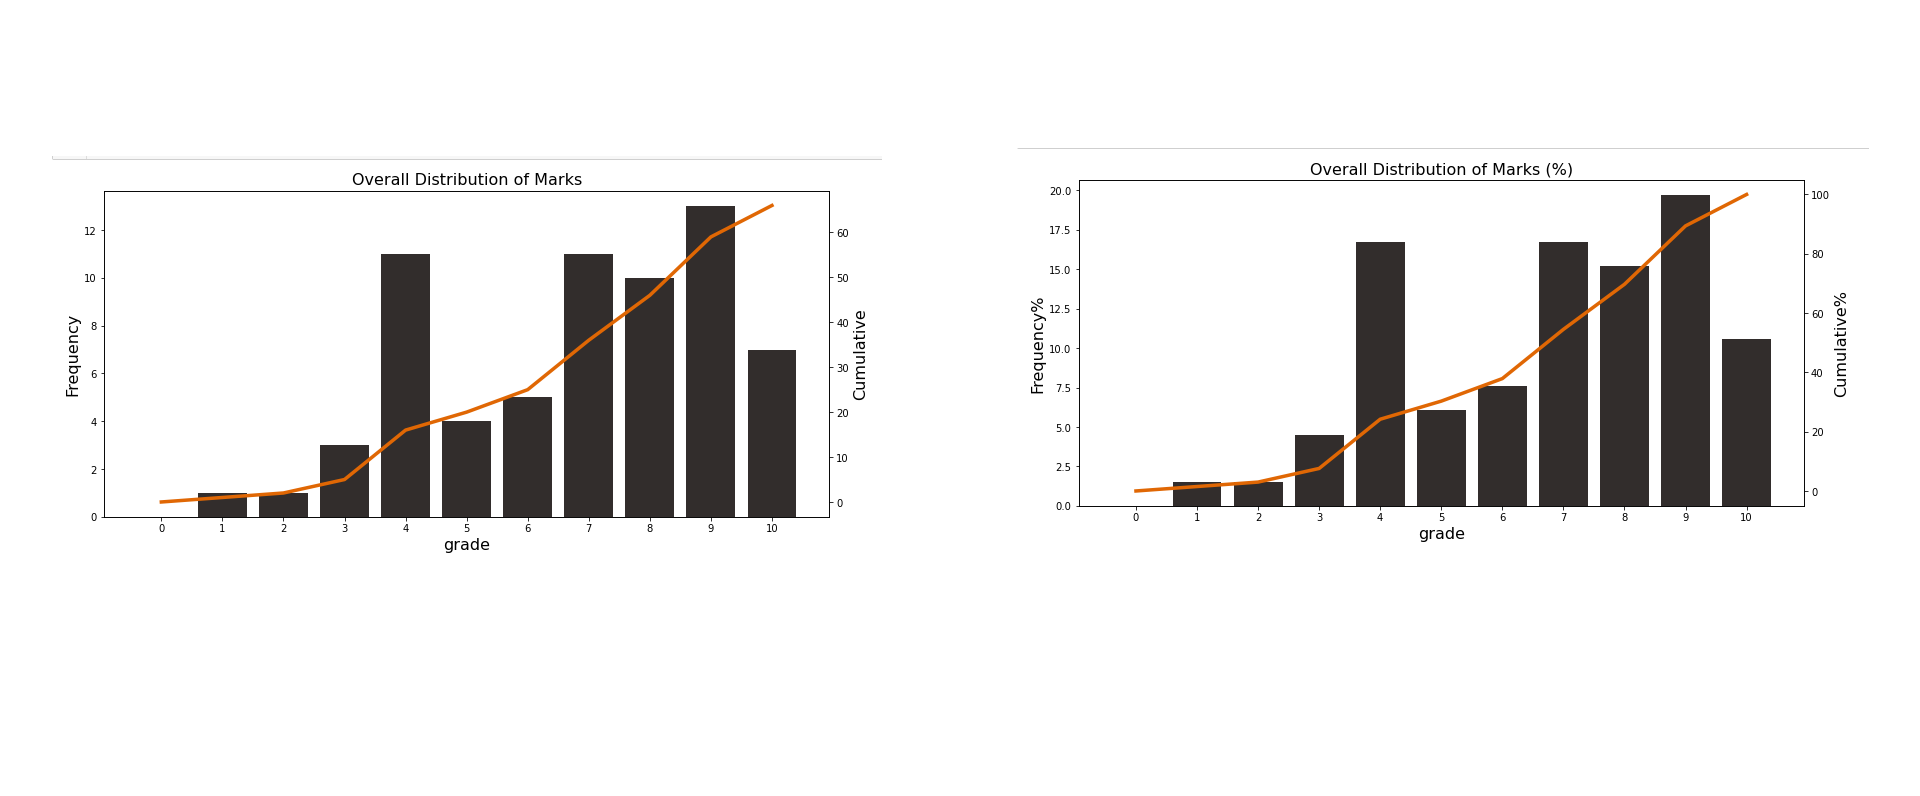 Overall Distribution of Marks
12
10
8
6
4
2
0
Frequency
60
50
40
30
20
10
0
Cumulative
0 1 2 3 4 5 6 7 8 9 10
grade
Overall Distribution of Marks (%)
20.0
17.5
15.0
12.5
10.0
7.5
5.0
2.5
0.0
Frequency%
100
80
60
40
20
0
Cumulative%
0 1 2 3 4 5 6 7 8 9 10
grade